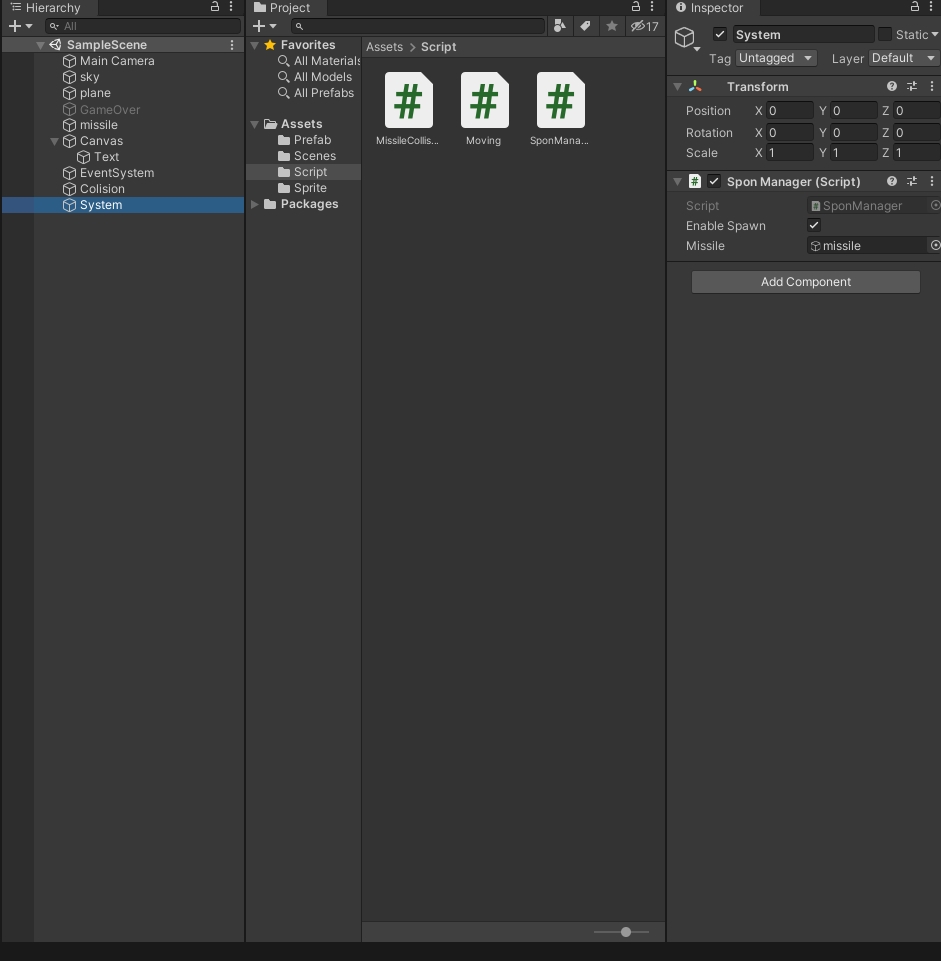 Hierarchy
All
SampleScene
Main Camera
sky
plane
GameOver
missile
Canvas
Text
EventSystem
Colision
System
Project
17
Favorites
All Materials
All Models
All Prefabs
Assets
Prefab
Scenes
Script
Sprite
Packages
Assets > Script
MissileCollis...
Moving
SponMana...
Inspector
System
Static
Tag Untagged Layer Default
Transform
Position X 0 Y 0 Z 0
Rotation X 0 Y 0 Z 0
Scale X 1 Y 1 Z 1
Spon Manager (Script)
Script SponManager
Enable Spawn
Missile missile
Add Component